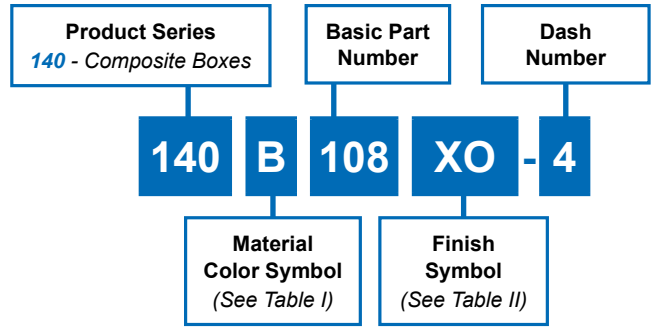 Product Series
140 - Composite Boxes
Basic Part
Number
Dash
Number
140 B 108 XO - 4
Material
Color Symbol
(See Table I)
Finish
Symbol
(See Table II)